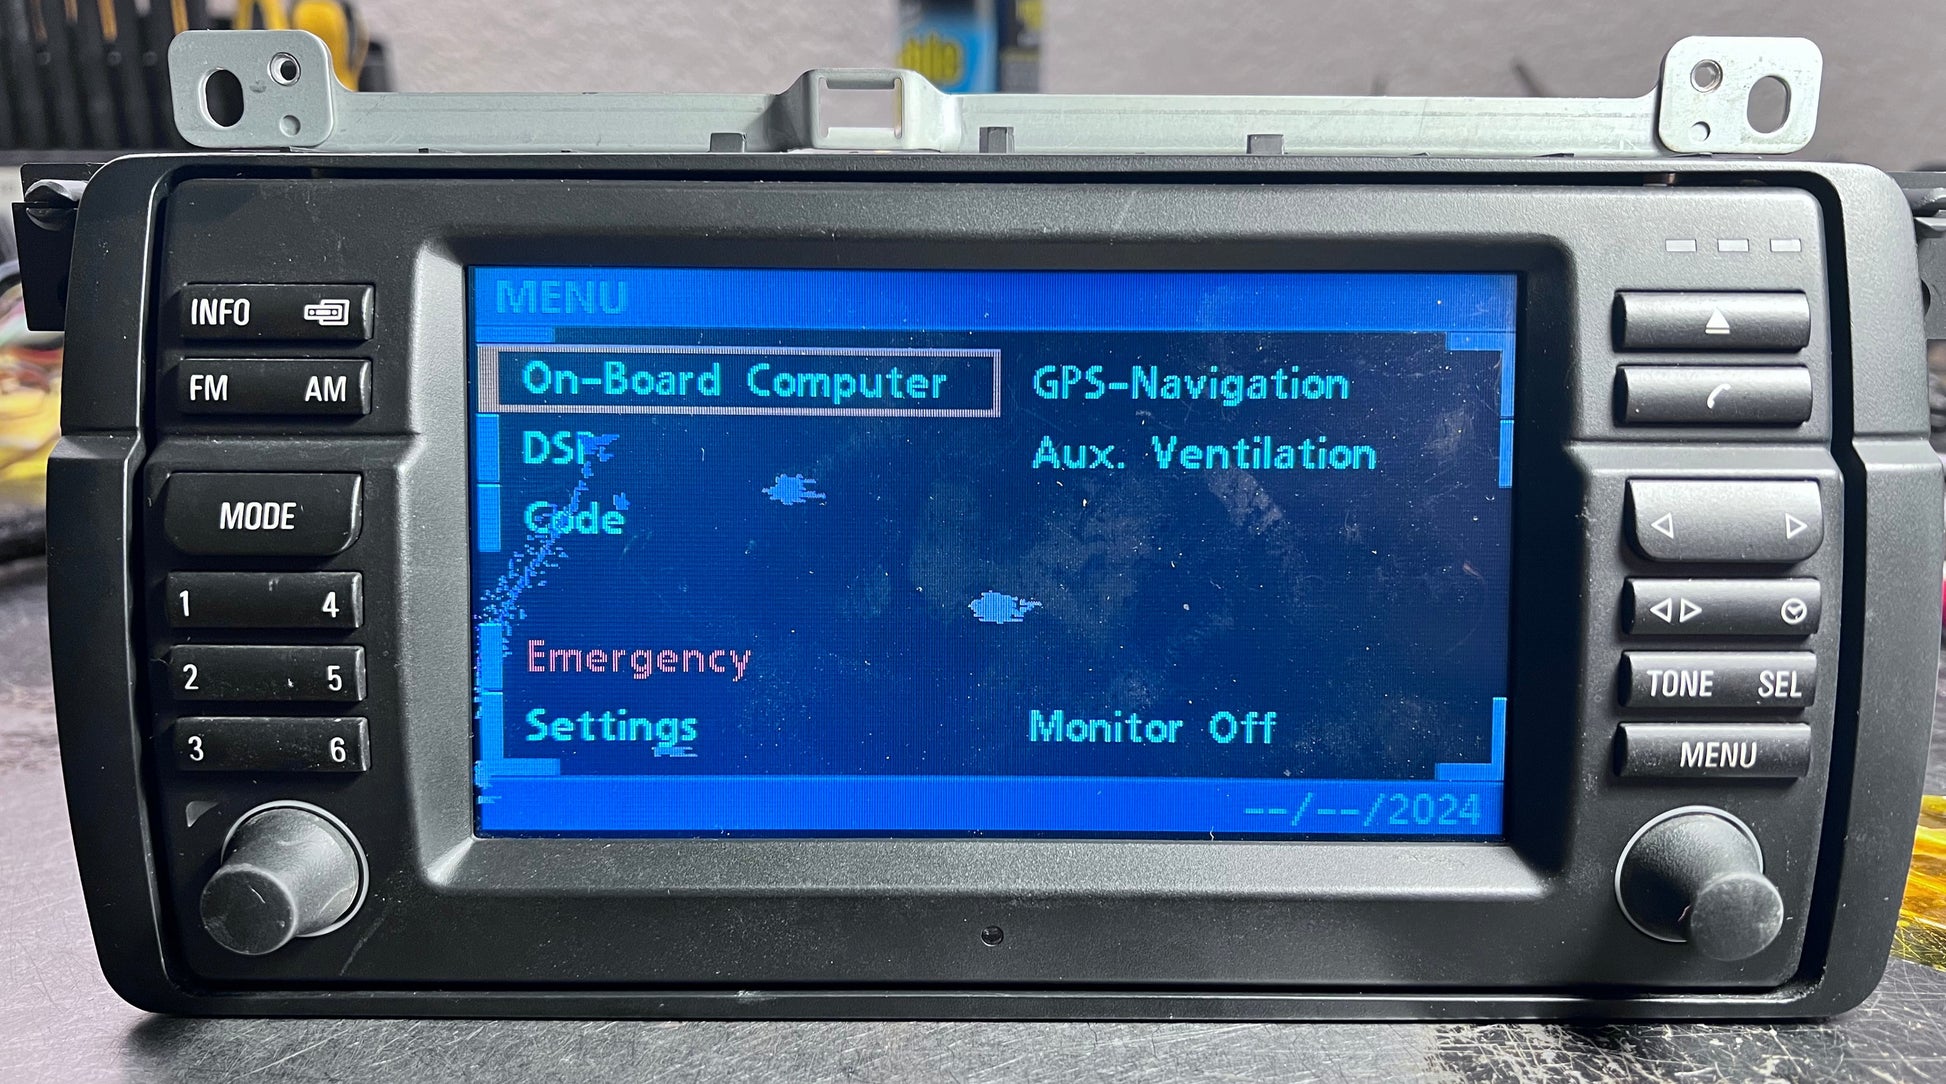 INFO
FM AM
MODE
1 4
2 5
3 6
MENU
On-Board Computer GPS-Navigation
DSP Aux. Ventilation
Code
Emergency
Settings Monitor Off
--/--/2024
TONE SEL
MENU